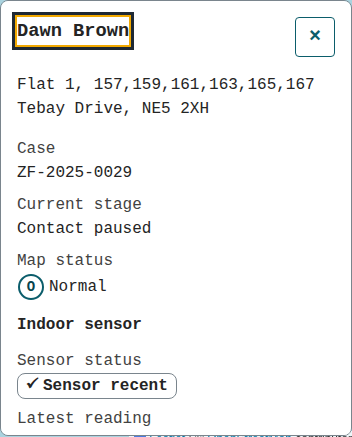 Dawn Brown
×
Flat 1, 157,159,161,163,165,167
Tebay Drive, NE5 2XH
Case
ZF-2025-0029
Current stage
Contact paused
Map status
O Normal
Indoor sensor
Sensor status
✓ Sensor recent
Latest reading